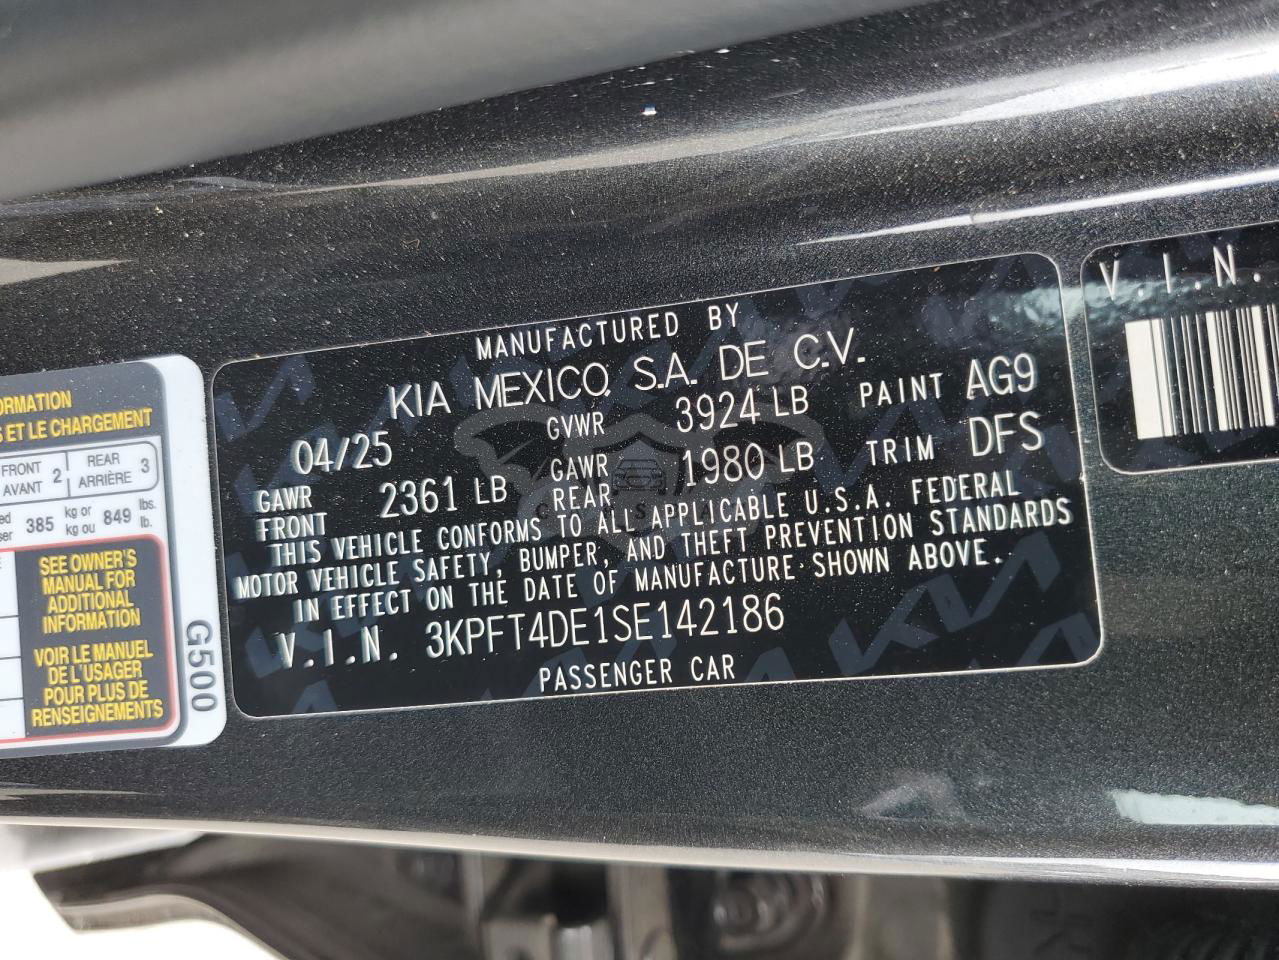 ORMATION
S ET LE CHARGEMENT
FRONT AVANT 2 REAR ARRIÈRE 3
385 kg or kg ou 849 lbs. lb.
SEE OWNER'S
MANUAL FOR
ADDITIONAL
INFORMATION
VOIR LE MANUEL
DE L'USAGER
POUR PLUS DE
RENSEIGNEMENTS
G500
MANUFACTURED BY
KIA MEXICO, S.A. DE C.V.
04/25 GVWR 3924 LB PAINT AG9
GAWR FRONT 2361 LB GAWR REAR 1980 LB TRIM DFS
THIS VEHICLE CONFORMS TO ALL APPLICABLE U.S.A. FEDERAL
MOTOR VEHICLE SAFETY, BUMPER, AND THEFT PREVENTION STANDARDS
IN EFFECT ON THE DATE OF MANUFACTURE SHOWN ABOVE.
V.I.N. 3KPFT4DE1SE142186
PASSENGER CAR
V.I.N.